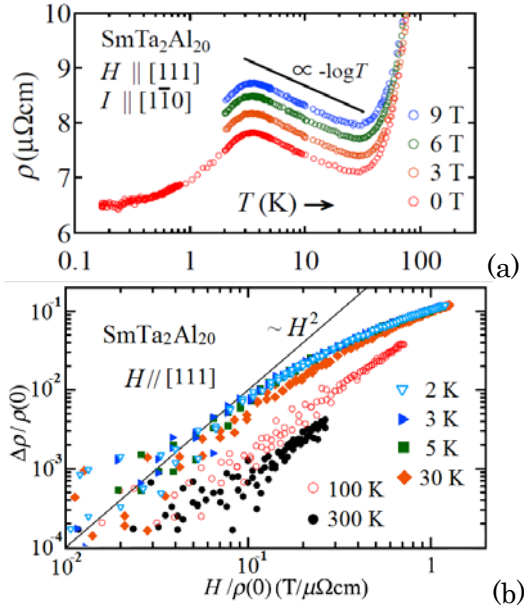 10
9
8
7
6
ρ (μΩcm)
SmTa₂Al₂₀
H || [111]
I || [11̅0]
∝ -logT
9 T
6 T
3 T
0 T
T (K) →
0.1
1
10
100
(a)
10⁻¹
10⁻²
10⁻³
10⁻⁴
Δρ/ρ(0)
SmTa₂Al₂₀
~ H²
H// [111]
2 K
3 K
5 K
30 K
100 K
300 K
10⁻²
10⁻¹
10⁰
H/ρ(0) (T/μΩcm)
(b)